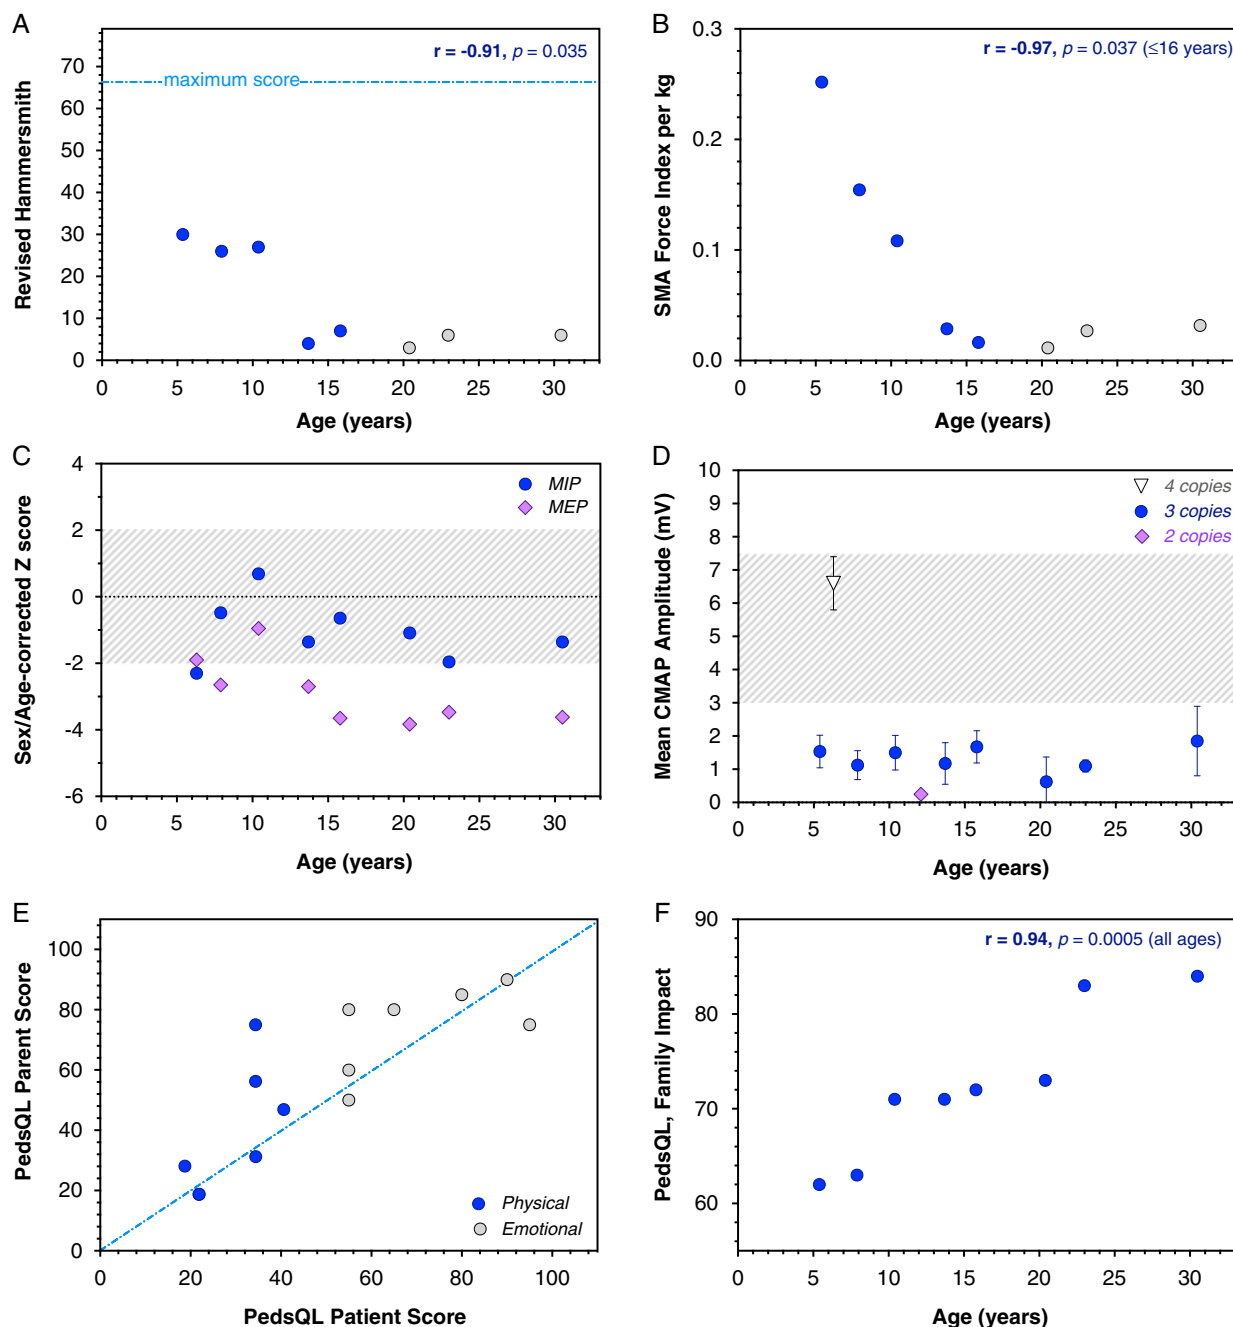 A
r = -0.91, p = 0.035
maximum score
Revised Hammersmith
70
60
50
40
30
20
10
0
0 5 10 15 20 25 30
Age (years)
B
r = -0.97, p = 0.037 (≤16 years)
SMA Force Index per kg
0.3
0.2
0.1
0.0
0 5 10 15 20 25 30
Age (years)
C
MIP
MEP
Sex/Age-corrected Z score
4
2
0
-2
-4
-6
0 5 10 15 20 25 30
Age (years)
D
4 copies
3 copies
2 copies
Mean CMAP Amplitude (mV)
10
9
8
7
6
5
4
3
2
1
0
0 5 10 15 20 25 30
Age (years)
E
PedsQL Parent Score
100
80
60
40
20
0
Physical
Emotional
0 20 40 60 80 100
PedsQL Patient Score
F
r = 0.94, p = 0.0005 (all ages)
PedsQL, Family Impact
90
80
70
60
0 5 10 15 20 25 30
Age (years)